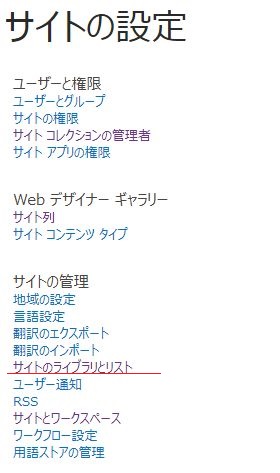 サイトの設定
ユーザーと権限
ユーザーとグループ
サイトの権限
サイト コレクションの管理者
サイト アプリの権限
Web デザイナー ギャラリー
サイト列
サイト コンテンツ タイプ
サイトの管理
地域の設定
言語設定
翻訳のエクスポート
翻訳のインポート
サイトのライブラリとリスト
ユーザー通知
RSS
サイトとワークスペース
ワークフロー設定
用語ストアの管理